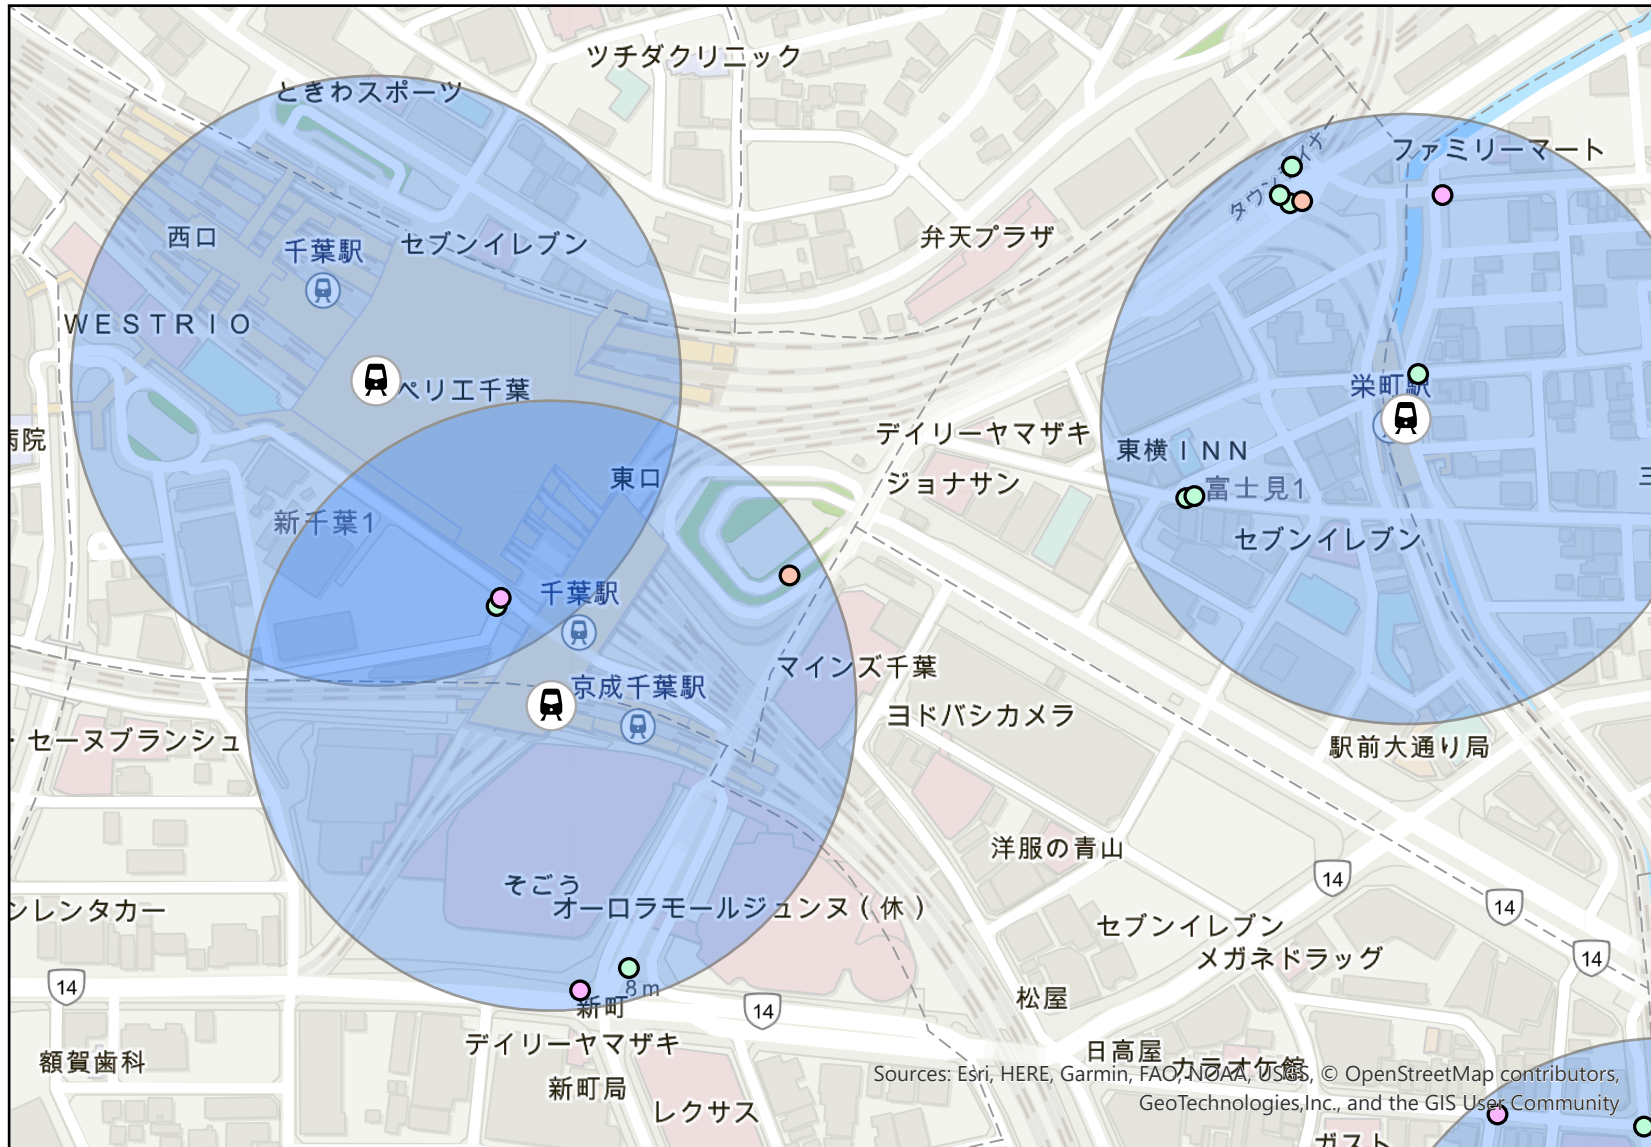 ツチダクリニック
ときわスポーツ
タウンライナ
ファミリーマート
西口
千葉駅
セブンイレブン
弁天プラザ
WESTRIO
ペリエ千葉
栄町駅
病院
デイリーヤマザキ
東横INN
東口
ジョナサン
富士見1
新千葉1
セブンイレブン
千葉駅
マインズ千葉
京成千葉駅
ヨドバシカメラ
・セーヌブランシュ
駅前大通り局
洋服の青山
14
そごう
オーロラモールジュンヌ(休)
14
シレンタカー
セブンイレブン
メガネドラッグ
14
14
8m
新町
14
松屋
デイリーヤマザキ
日高屋
カラオケ館
額賀歯科
新町局
レクサス
Sources: Esri, HERE, Garmin, FAO, NOAA, USGS, © OpenStreetMap contributors,
GeoTechnologies,Inc., and the GIS User Community
ガスト